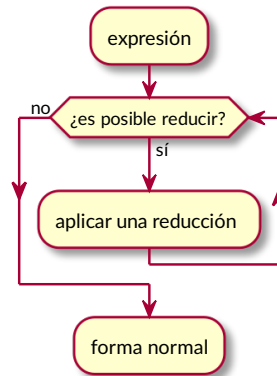 expresión
no
¿es posible reducir?
sí
aplicar una reducción
forma normal